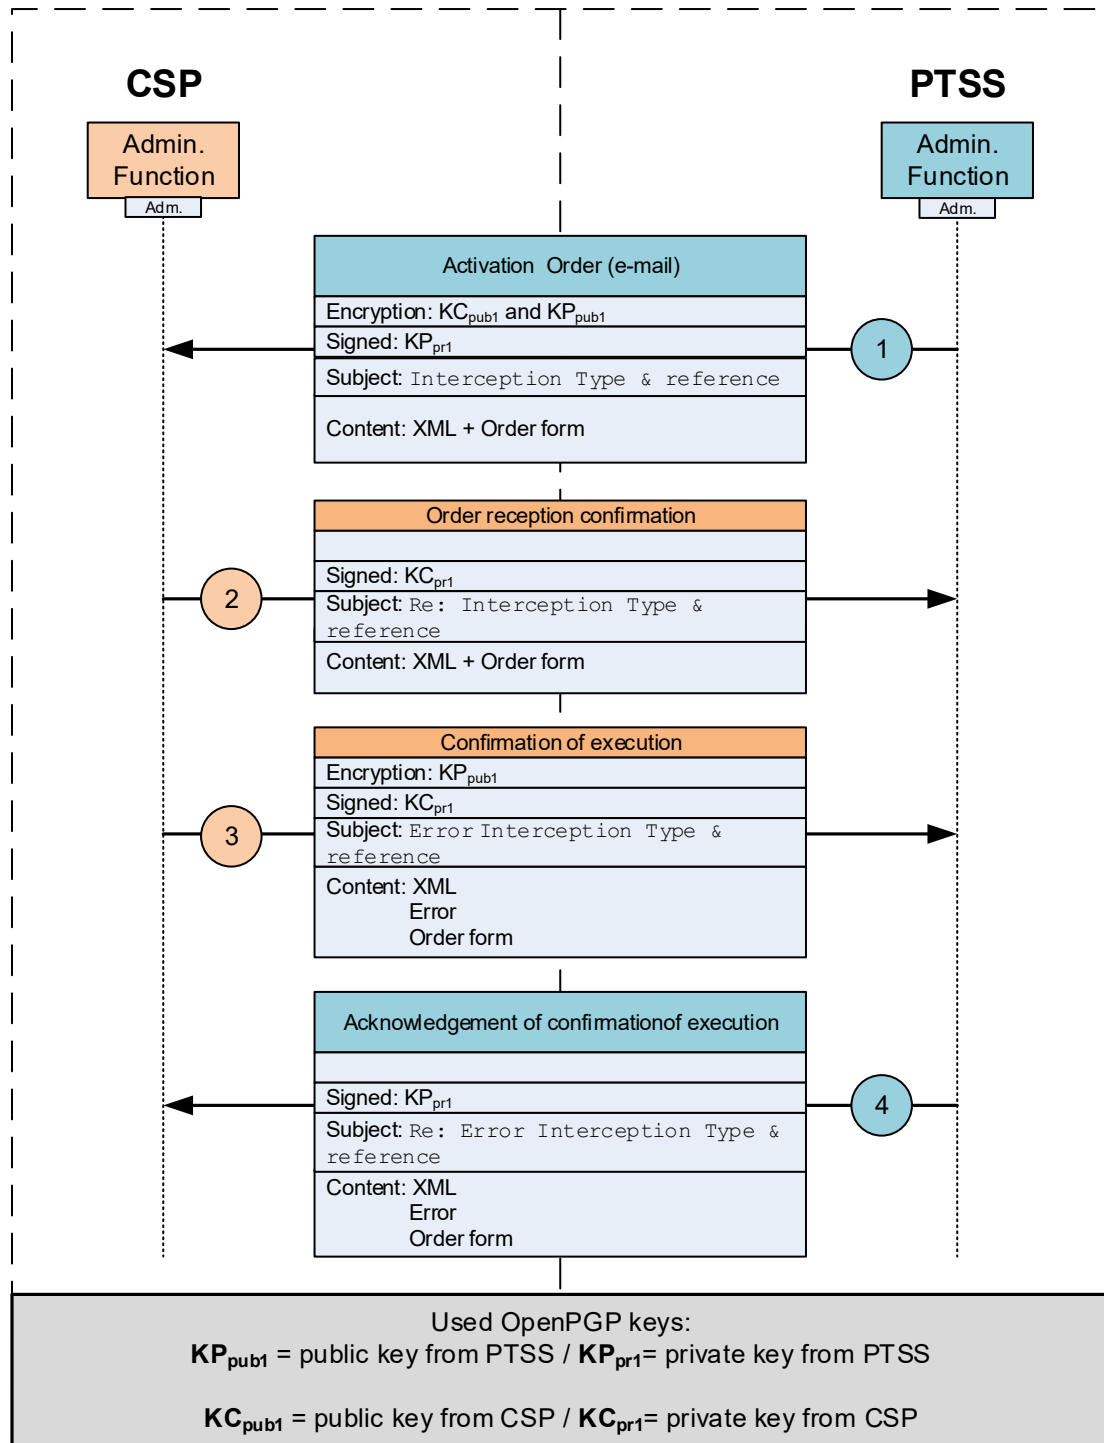 CSP
PTSS
Admin.
Function
Adm.
Admin.
Function
Adm.
Activation Order (e-mail)
Encryption: KCpub1 and KPpub1
Signed: KPpr1
1
Subject: Interception Type & reference
Content: XML + Order form
Order reception confirmation
Signed: KCpr1
2
Subject: Re: Interception Type &
reference
Content: XML + Order form
Confirmation of execution
Encryption: KPpub1
Signed: KCpr1
3
Subject: Error Interception Type &
reference
Content: XML
Error
Order form
Acknowledgement of confirmationof execution
Signed: KPpr1
4
Subject: Re: Error Interception Type &
reference
Content: XML
Error
Order form
Used OpenPGP keys:
KPpub1 = public key from PTSS / KPpr1= private key from PTSS
KCpub1 = public key from CSP / KCpr1= private key from CSP